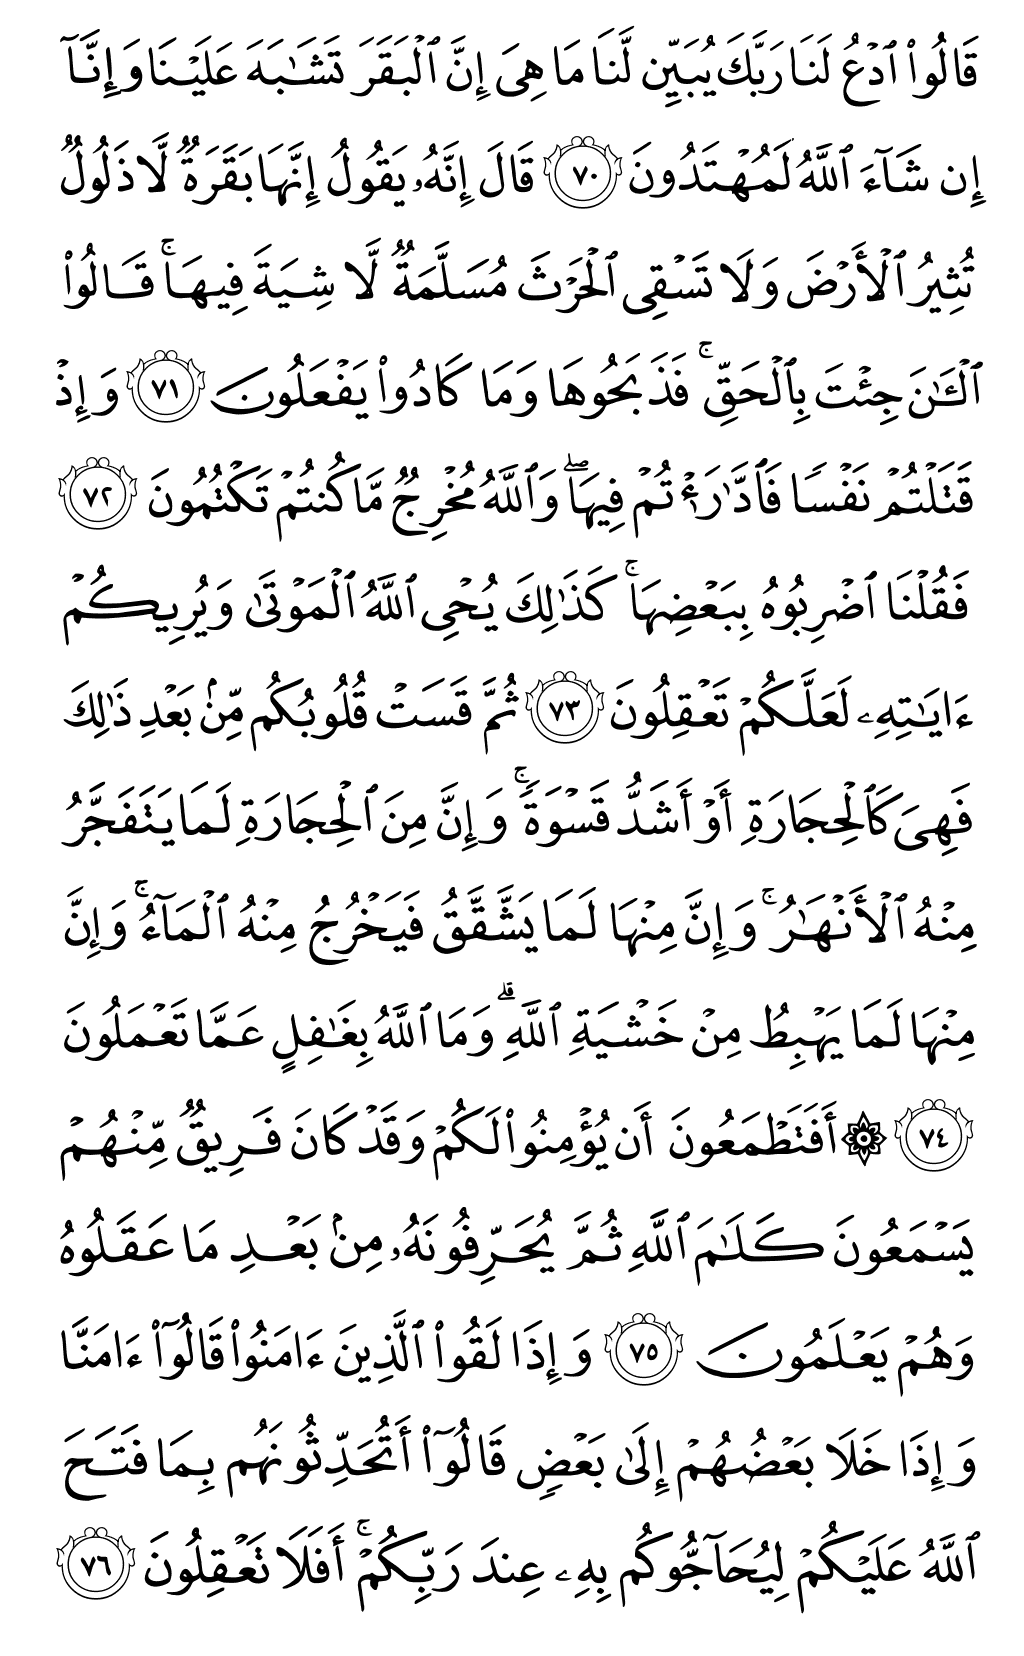 قَالُوا۟ ٱدۡعُ لَنَا رَبَّكَ يُبَيِّن لَّنَا مَا هِيَ إِنَّ ٱلۡبَقَرَ تَشَٰبَهَ عَلَيۡنَا وَإِنَّآ
إِن شَآءَ ٱللَّهُ لَمُهۡتَدُونَ ٧٠ قَالَ إِنَّهُۥ يَقُولُ إِنَّهَا بَقَرَةٞ لَّا ذَلُولٞ
تُثِيرُ ٱلۡأَرۡضَ وَلَا تَسۡقِي ٱلۡحَرۡثَ مُسَلَّمَةٞ لَّا شِيَةَ فِيهَاۚ قَالُوا۟
ٱلۡـَٰٔنَ جِئۡتَ بِٱلۡحَقِّۚ فَذَبَحُوهَا وَمَا كَادُوا۟ يَفۡعَلُونَ ٧١ وَإِذۡ
قَتَلۡتُمۡ نَفۡسٗا فَٱدَّٰرَٰٔتُمۡ فِيهَاۖ وَٱللَّهُ مُخۡرِجٞ مَّا كُنتُمۡ تَكۡتُمُونَ ٧٢
فَقُلۡنَا ٱضۡرِبُوهُ بِبَعۡضِهَاۚ كَذَٰلِكَ يُحۡيِ ٱللَّهُ ٱلۡمَوۡتَىٰ وَيُرِيكُمۡ
ءَايَٰتِهِۦ لَعَلَّكُمۡ تَعۡقِلُونَ ٧٣ ثُمَّ قَسَتۡ قُلُوبُكُم مِّنۢ بَعۡدِ ذَٰلِكَ
فَهِيَ كَٱلۡحِجَارَةِ أَوۡ أَشَدُّ قَسۡوَةٗۚ وَإِنَّ مِنَ ٱلۡحِجَارَةِ لَمَا يَتَفَجَّرُ
مِنۡهُ ٱلۡأَنۡهَٰرُۚ وَإِنَّ مِنۡهَا لَمَا يَشَّقَّقُ فَيَخۡرُجُ مِنۡهُ ٱلۡمَآءُۚ وَإِنَّ
مِنۡهَا لَمَا يَهۡبِطُ مِنۡ خَشۡيَةِ ٱللَّهِۗ وَمَا ٱللَّهُ بِغَٰفِلٍ عَمَّا تَعۡمَلُونَ
٧٤ ۞ أَفَتَطۡمَعُونَ أَن يُؤۡمِنُوا۟ لَكُمۡ وَقَدۡ كَانَ فَرِيقٞ مِّنۡهُمۡ
يَسۡمَعُونَ كَلَٰمَ ٱللَّهِ ثُمَّ يُحَرِّفُونَهُۥ مِنۢ بَعۡدِ مَا عَقَلُوهُ
وَهُمۡ يَعۡلَمُونَ ٧٥ وَإِذَا لَقُوا۟ ٱلَّذِينَ ءَامَنُوا۟ قَالُوٓا۟ ءَامَنَّا
وَإِذَا خَلَا بَعۡضُهُمۡ إِلَىٰ بَعۡضٖ قَالُوٓا۟ أَتُحَدِّثُونَهُم بِمَا فَتَحَ
ٱللَّهُ عَلَيۡكُمۡ لِيُحَآجُّوكُم بِهِۦ عِندَ رَبِّكُمۡۚ أَفَلَا تَعۡقِلُونَ ٧٦